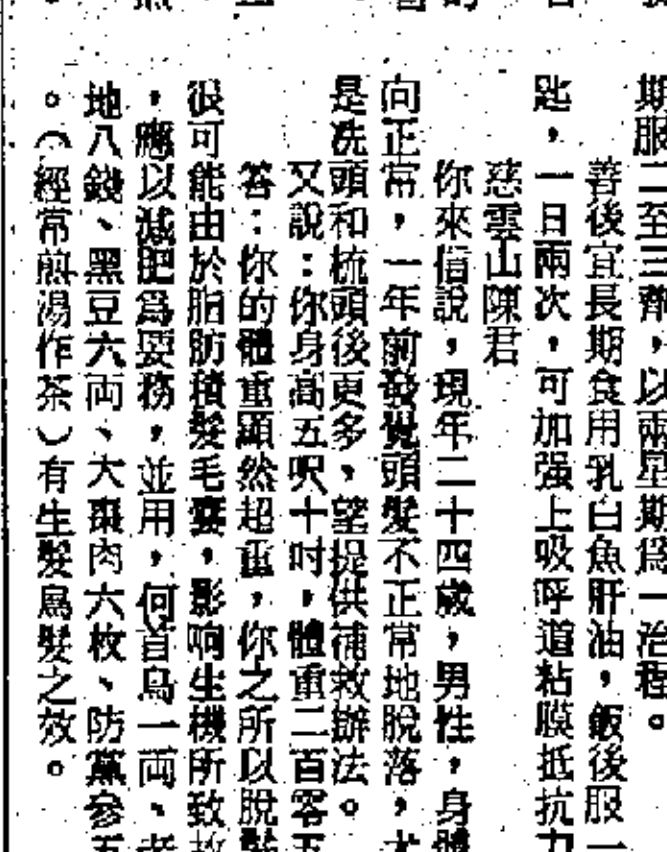 期服二至三劑，以兩星期爲一治程。
善後宜長期食用乳白魚肝油，飯後服一
匙，一日兩次，可加强上吸呼道粘膜抵抗力
慈雲山陳君
你來信說，現年二十四歲，男性，身體
向正常，一年前發覺頭髮不正常地脫落，尤
是洗頭和梳頭後更多，望提供補救辦法。
又說：你身高五呎十吋，體重二百零五
答：你的體重顯然超重，你之所以脫髮
很可能由於脂肪積髮毛囊，影响生機所致故
，應以減肥爲要務，並用，何首烏一両、
地八錢、黑豆六両、大棗肉六枚、防黨參五
。（經常煎湯作茶）有生髮烏髮之效。